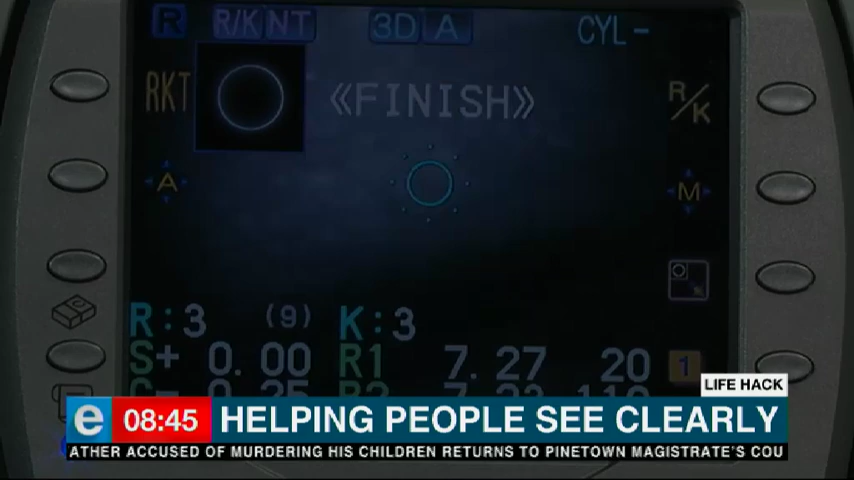 R R/K NT 3D A CYL-
RKT «FINISH» R/K
A M
R:3 (9) K:3
S+ 0.00 R1 7.27 20 1
LIFE HACK
e 08:45 HELPING PEOPLE SEE CLEARLY
ATHER ACCUSED OF MURDERING HIS CHILDREN RETURNS TO PINETOWN MAGISTRATE'S COU